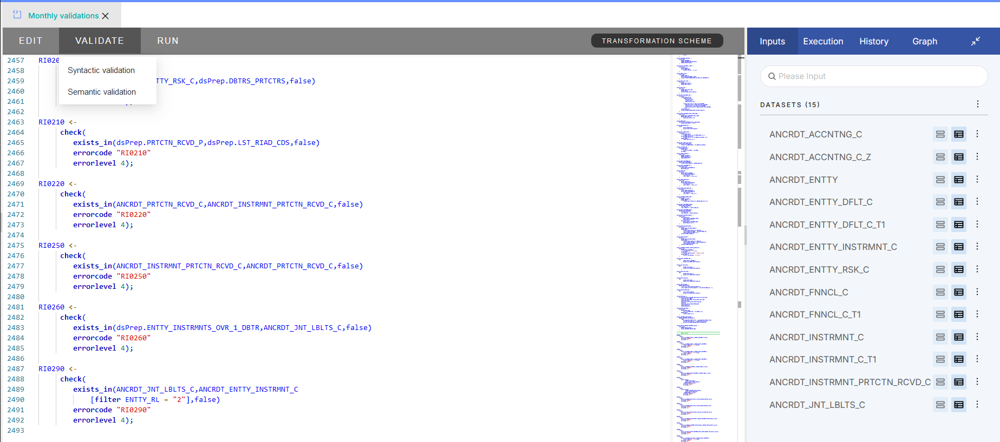 Monthly validations
EDIT VALIDATE RUN TRANSFORMATION SCHEME
Syntactic validation
Semantic validation
2457 RI020
2458
2459 TTY_RSK_C,dsPrep.DBTRS_PRTCTRS,false)
2460
2461
2462
2463 RI0210 <-
2464 check(
2465 exists_in(dsPrep.PRTCTN_RCVD_P,dsPrep.LST_RIAD_CDS,false)
2466 errorcode "RI0210"
2467 errorlevel 4);
2468
2469 RI0220 <-
2470 check(
2471 exists_in(ANCRDT_PRTCTN_RCVD_C,ANCRDT_INSTRMNT_PRTCTN_RCVD_C,false)
2472 errorcode "RI0220"
2473 errorlevel 4);
2474
2475 RI0250 <-
2476 check(
2477 exists_in(ANCRDT_INSTRMNT_PRTCTN_RCVD_C,ANCRDT_PRTCTN_RCVD_C,false)
2478 errorcode "RI0250"
2479 errorlevel 4);
2480
2481 RI0260 <-
2482 check(
2483 exists_in(dsPrep.ENTTY_INSTRMNTS_OVR_1_DBTR,ANCRDT_JNT_LBLTS_C,false)
2484 errorcode "RI0260"
2485 errorlevel 4);
2486
2487 RI0290 <-
2488 check(
2489 exists_in(ANCRDT_JNT_LBLTS_C,ANCRDT_ENTTY_INSTRMNT_C
2490 [filter ENTTY_RL = "2"],false)
2491 errorcode "RI0290"
2492 errorlevel 4);
2493
Inputs Execution History Graph
Please Input
DATASETS (15)
ANCRDT_ACCNTNG_C
ANCRDT_ACCNTNG_C_Z
ANCRDT_ENTTY
ANCRDT_ENTTY_DFLT_C
ANCRDT_ENTTY_DFLT_C_T1
ANCRDT_ENTTY_INSTRMNT_C
ANCRDT_ENTTY_RSK_C
ANCRDT_FNNCL_C
ANCRDT_FNNCL_C_T1
ANCRDT_INSTRMNT_C
ANCRDT_INSTRMNT_C_T1
ANCRDT_INSTRMNT_PRTCTN_RCVD_C
ANCRDT_JNT_LBLTS_C